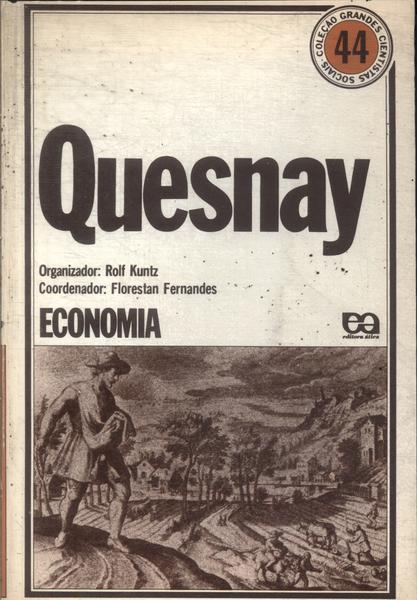 COLEÇÃO GRANDES CIENTISTAS SOCIAIS
44
Quesnay
Organizador: Rolf Kuntz
Coordenador: Florestan Fernandes
ECONOMIA
ea
editora ática